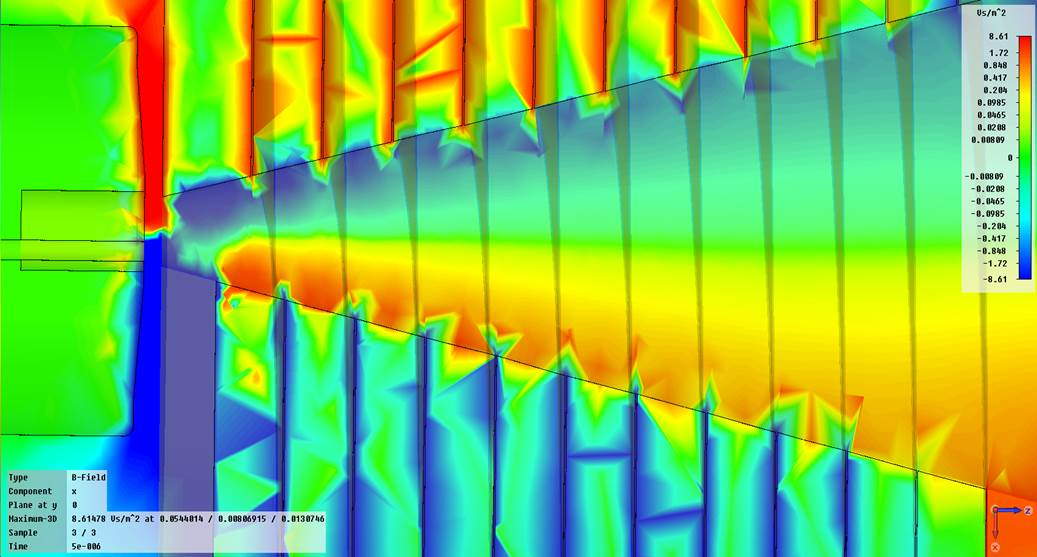 Vs/m^2
8.61
1.72
0.848
0.417
0.204
0.0985
0.0465
0.0208
0.00809
0
-0.00809
-0.0208
-0.0465
-0.0985
-0.204
-0.417
-0.848
-1.72
-8.61
Type B-Field
Component x
Plane at y 0
Maximum-3D 8.61478 Vs/m^2 at 0.0544014 / 0.00806915 / 0.0130746
Sample 3 / 3
Time 5e-006
z
x